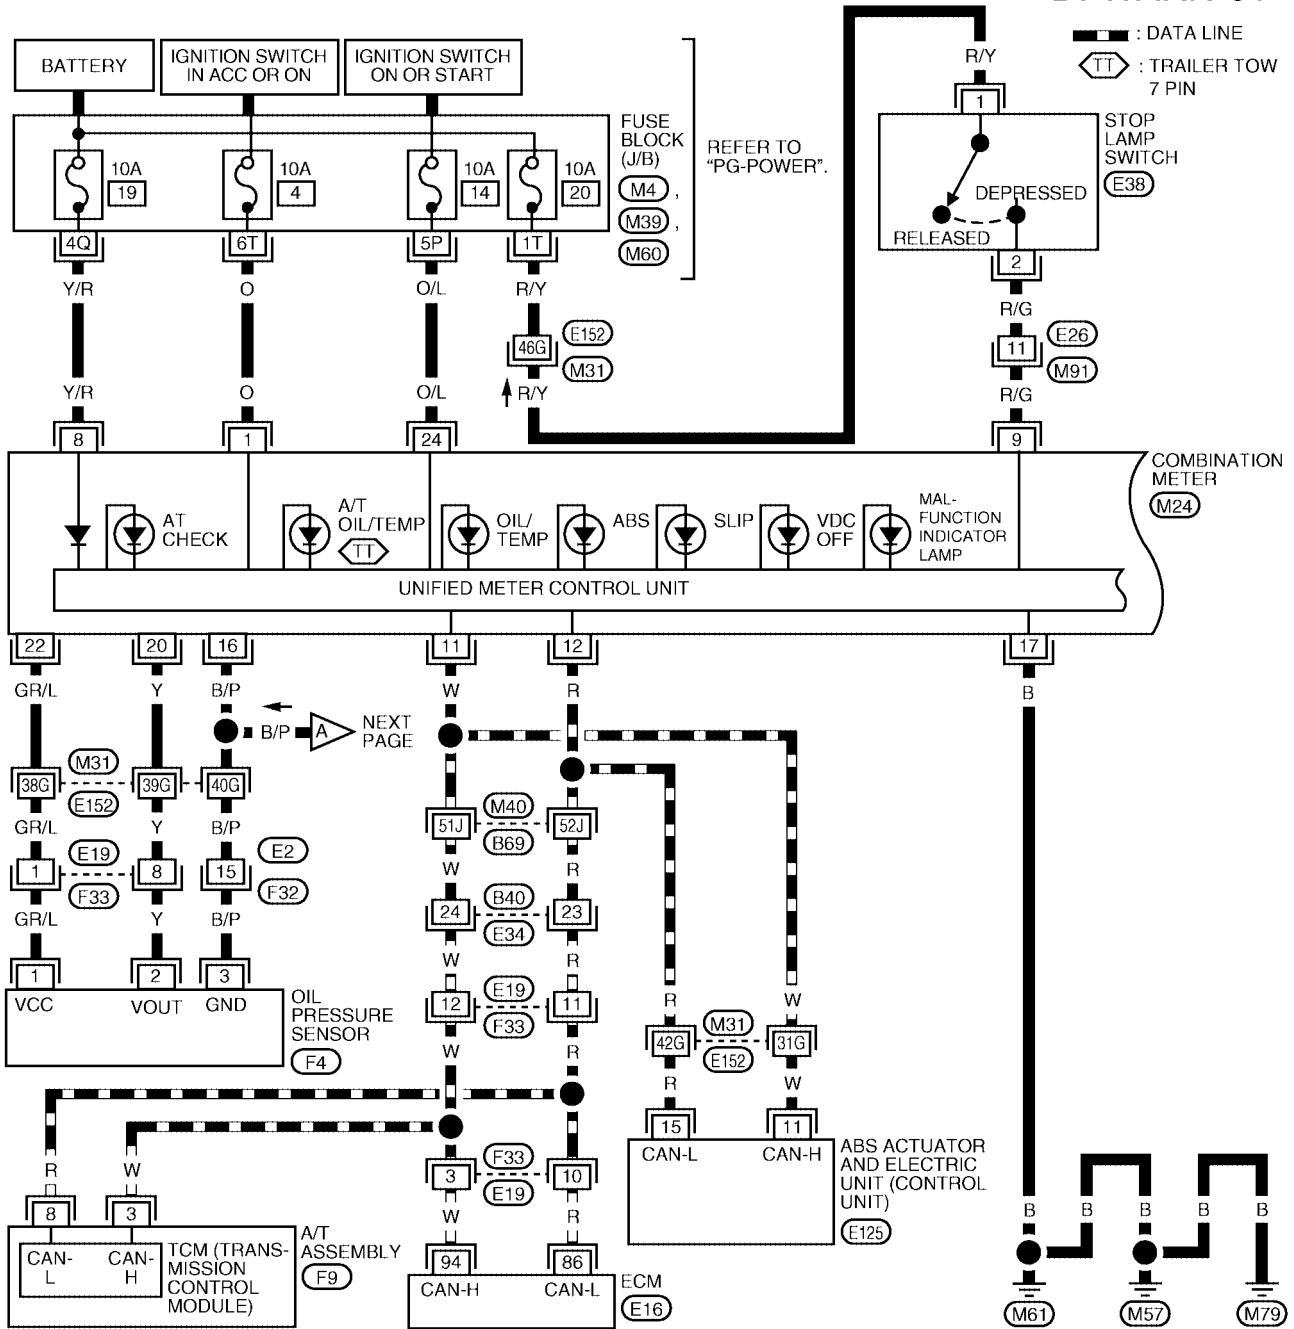 : DATA LINE
TT : TRAILER TOW
7 PIN
BATTERY
IGNITION SWITCH
IN ACC OR ON
IGNITION SWITCH
ON OR START
R/Y
1
FUSE
BLOCK
(J/B)
M4 ,
M39 ,
M60
REFER TO
"PG-POWER".
STOP
LAMP
SWITCH
E38
10A
19
10A
4
10A
14
10A
20
DEPRESSED
RELEASED
4Q
6T
5P
1T
2
Y/R
O
O/L
R/Y
R/G
46G
E152
M31
11
E26
M91
Y/R
O
O/L
R/Y
R/G
8
1
24
9
COMBINATION
METER
M24
AT
CHECK
A/T
OIL/TEMP
TT
OIL/
TEMP
ABS
SLIP
VDC
OFF
MAL-
FUNCTION
INDICATOR
LAMP
UNIFIED METER CONTROL UNIT
22
20
16
11
12
17
GR/L
Y
B/P
W
R
B
B/P
A
NEXT
PAGE
38G
M31
E152
39G
40G
51J
M40
B69
52J
GR/L
Y
B/P
W
R
1
E19
F33
8
15
E2
F32
24
B40
E34
23
GR/L
Y
B/P
W
R
1
2
3
VCC
VOUT
GND
OIL
PRESSURE
SENSOR
F4
12
E19
F33
11
W
R
R
W
42G
M31
E152
31G
R
W
15
11
CAN-L
CAN-H
ABS ACTUATOR
AND ELECTRIC
UNIT (CONTROL
UNIT)
E125
R
W
3
F33
E19
10
W
R
8
3
CAN-
L
CAN-
H
TCM (TRANS-
MISSION
CONTROL
MODULE)
A/T
ASSEMBLY
F9
94
86
CAN-H
CAN-L
ECM
E16
B
B
B
B
B
M61
M57
M79